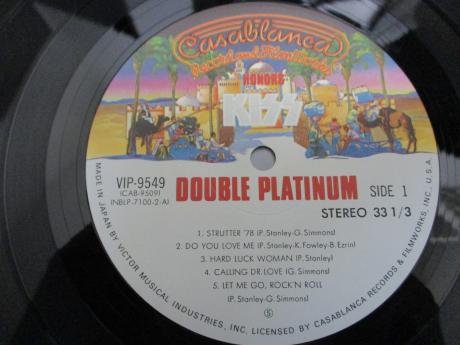 Casablanca
Record and FilmWorks
HONORS
KISS
VIP-9549
(CAB-9509)
(NBLP-7100-2-A)
DOUBLE PLATINUM
SIDE 1
STEREO 33 1/3
1. STRUTTER '78 (P. Stanley-G. Simmons)
2. DO YOU LOVE ME (P. Stanley-K. Fowley-B. Ezrin)
3. HARD LUCK WOMAN (P. Stanley)
4. CALLING DR. LOVE (G. Simmons)
5. LET ME GO, ROCK'N ROLL
(P. Stanley-G. Simmons)
Ⓢ
MADE IN JAPAN BY VICTOR MUSICAL INDUSTRIES, INC. LICENSED BY CASABLANCA RECORDS & FILMWORKS, INC., U.S.A.